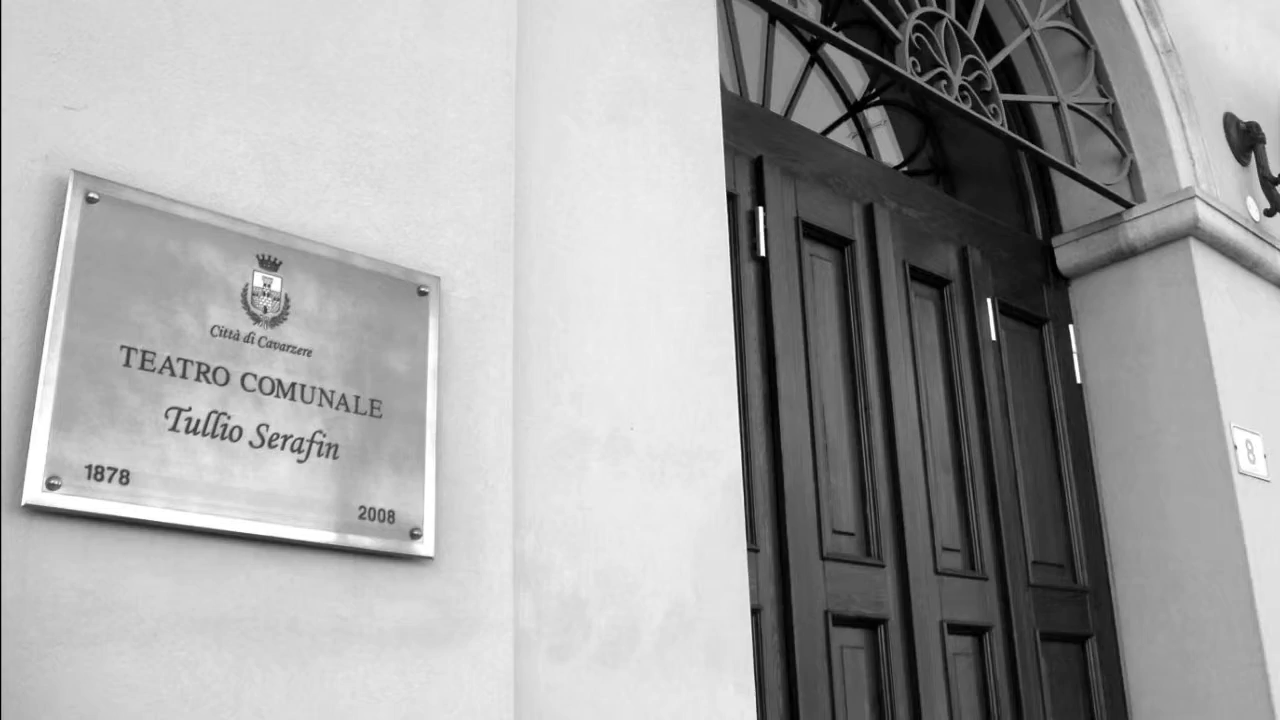 Città di Cavarzere
TEATRO COMUNALE
Tullio Serafin
1878
2008
8